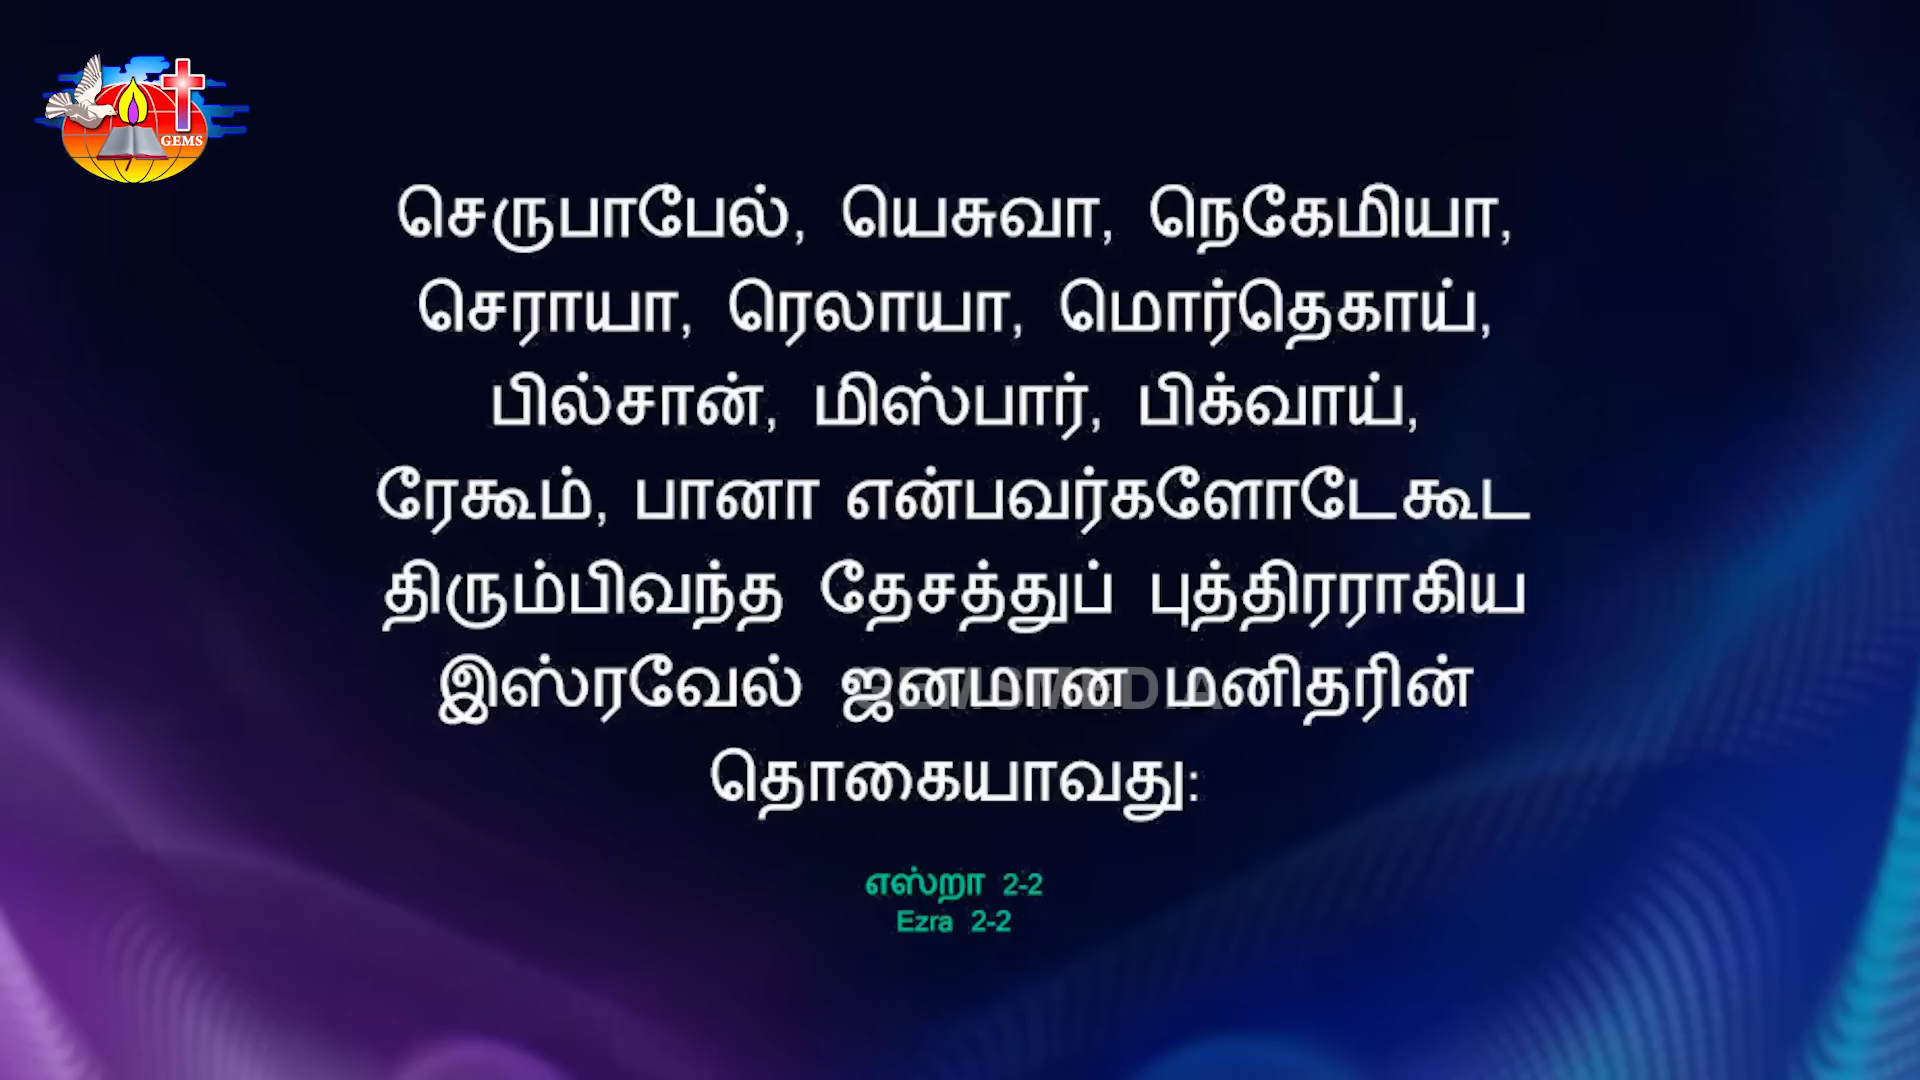 GEMS
செருபாபேல், யெசுவா, நெகேமியா,
செராயா, ரெலாயா, மொர்தெகாய்,
பில்சான், மிஸ்பார், பிக்வாய்,
ரேகூம், பானா என்பவர்களோடேகூட
திரும்பிவந்த தேசத்துப் புத்திரராகிய
இஸ்ரவேல் ஜனமான மனிதரின்
GEMSMEDIA
தொகையாவது:
எஸ்றா 2-2
Ezra 2-2